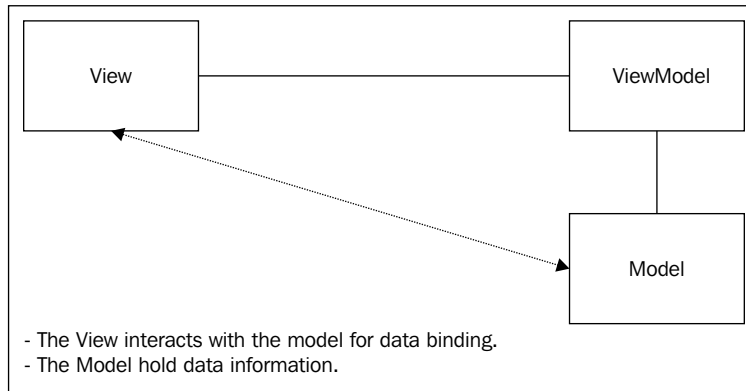 View
ViewModel
Model
- The View interacts with the model for data binding.
- The Model hold data information.